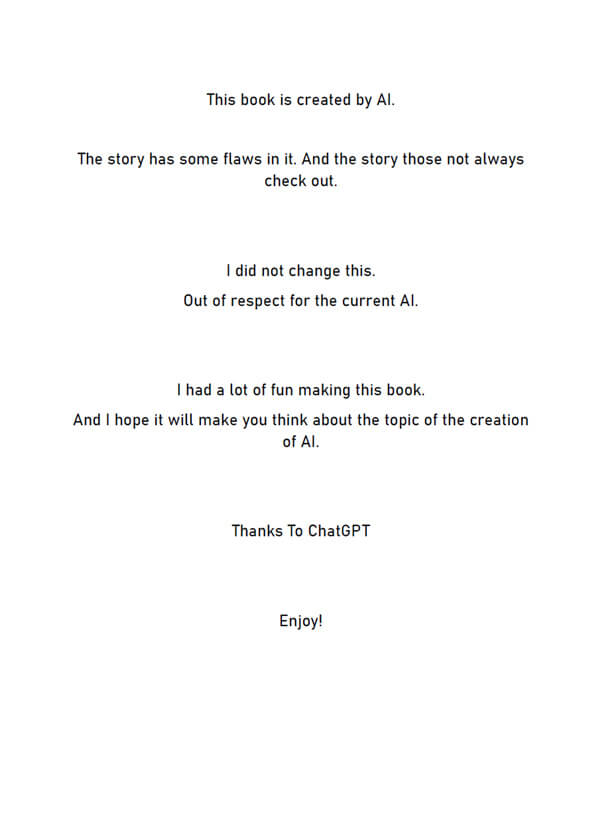 This book is created by AI.
The story has some flaws in it. And the story those not always
check out.
I did not change this.
Out of respect for the current AI.
I had a lot of fun making this book.
And I hope it will make you think about the topic of the creation
of AI.
Thanks To ChatGPT
Enjoy!